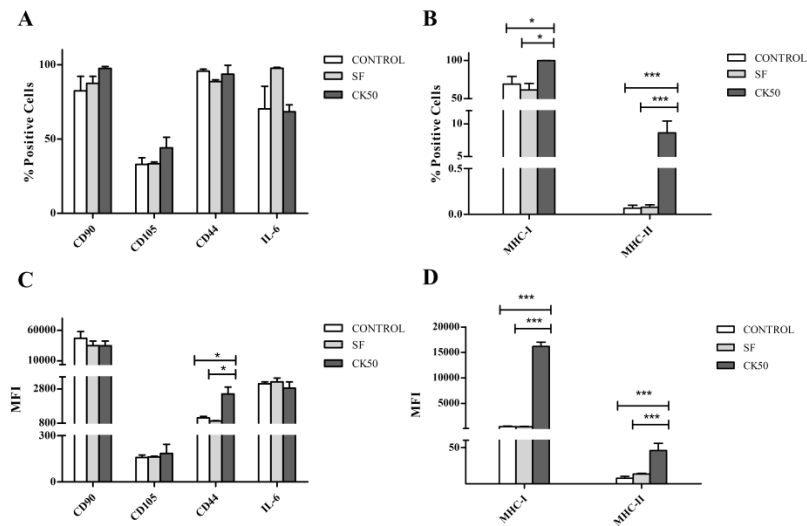 A
% Positive Cells
100
50
0
CD90
CD105
CD44
IL-6
CONTROL
SF
CK50
B
% Positive Cells
100
50
10
5
0.5
0.0
*
*
***
***
MHC-I
MHC-II
CONTROL
SF
CK50
C
MFI
60000
10000
2800
800
300
0
*
*
CD90
CD105
CD44
IL-6
CONTROL
SF
CK50
D
MFI
20000
15000
5000
50
***
***
***
***
MHC-I
MHC-II
CONTROL
SF
CK50